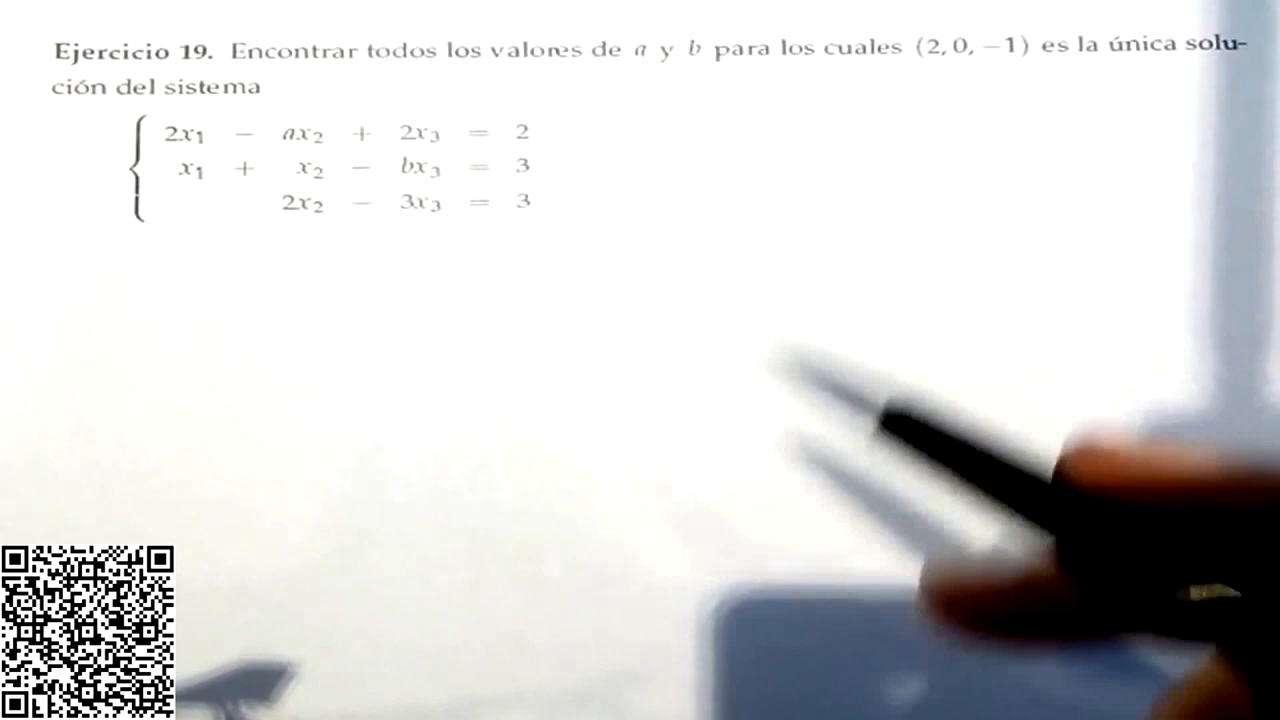 Ejercicio 19. Encontrar todos los valores de a y b para los cuales (2, 0, −1) es la única solu-
ción del sistema
2x₁ − ax₂ + 2x₃ = 2
x₁ + x₂ − bx₃ = 3
2x₂ − 3x₃ = 3